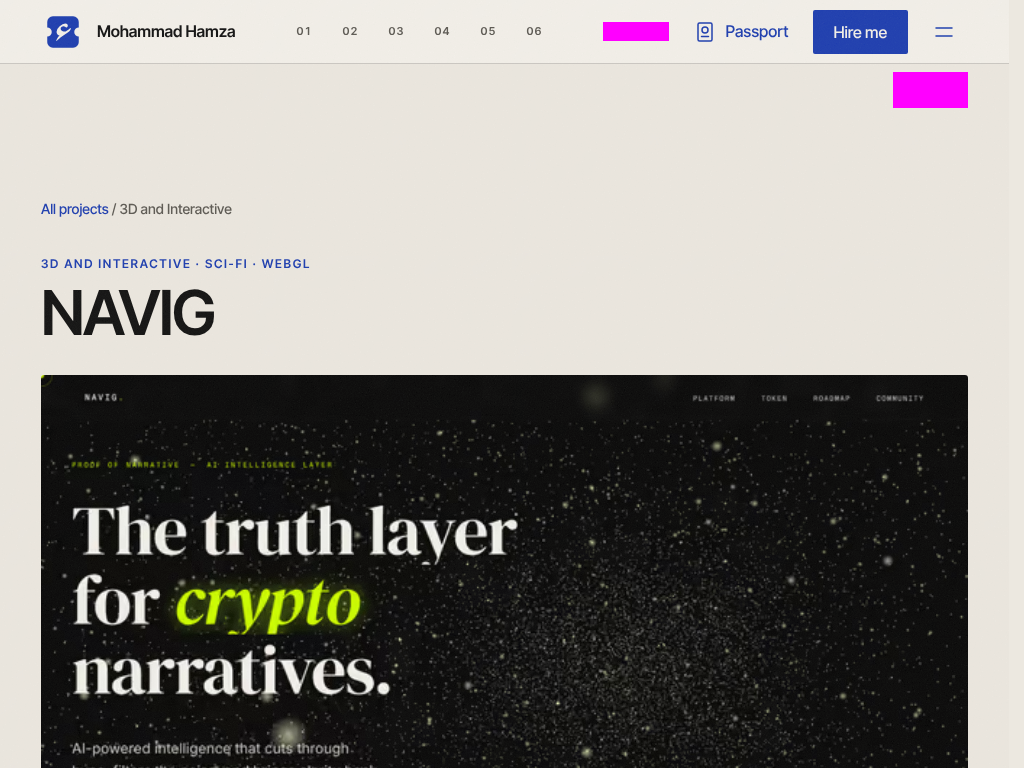 Mohammad Hamza
01 02 03 04 05 06
Passport
Hire me
All projects / 3D and Interactive
3D AND INTERACTIVE · SCI-FI · WEBGL
NAVIG
NAVIG.
PLATFORM TOKEN ROADMAP COMMUNITY
PROOF OF NARRATIVE — AI INTELLIGENCE LAYER
The truth layer
for crypto
narratives.
AI-powered intelligence that cuts through